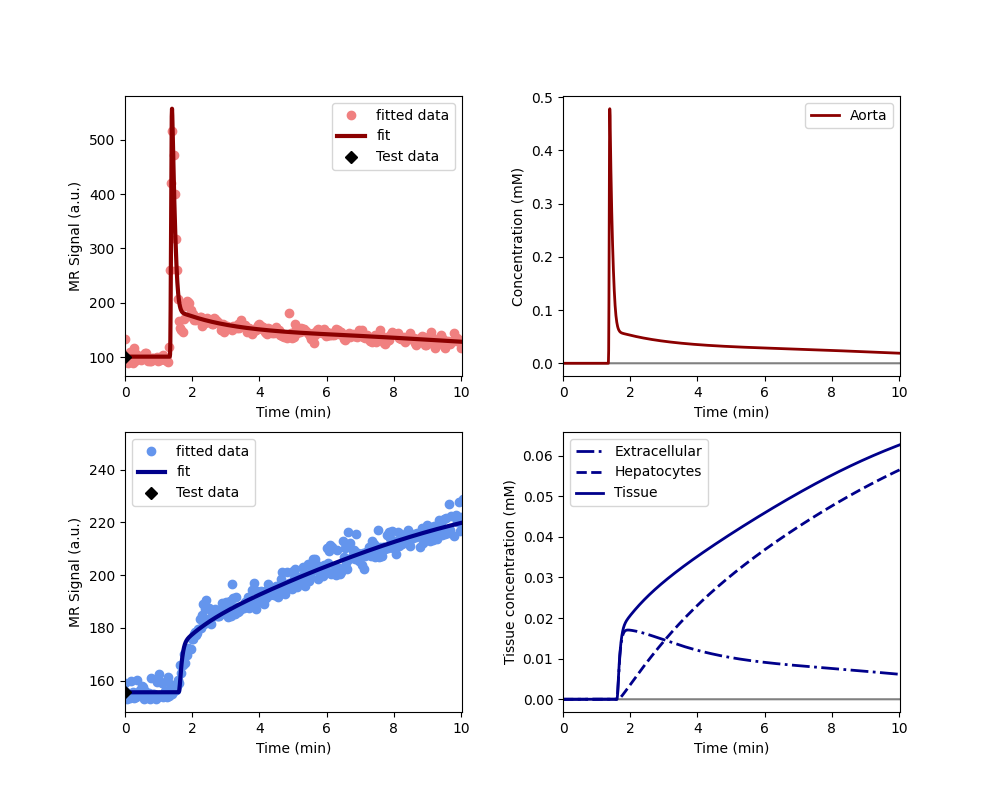 fitted data
fit
Test data
MR Signal (a.u.)
500
400
300
200
100
0 2 4 6 8 10
Time (min)
Aorta
Concentration (mM)
0.5
0.4
0.3
0.2
0.1
0.0
0 2 4 6 8 10
Time (min)
fitted data
fit
Test data
MR Signal (a.u.)
240
220
200
180
160
0 2 4 6 8 10
Time (min)
Extracellular
Hepatocytes
Tissue
Tissue concentration (mM)
0.06
0.05
0.04
0.03
0.02
0.01
0.00
0 2 4 6 8 10
Time (min)